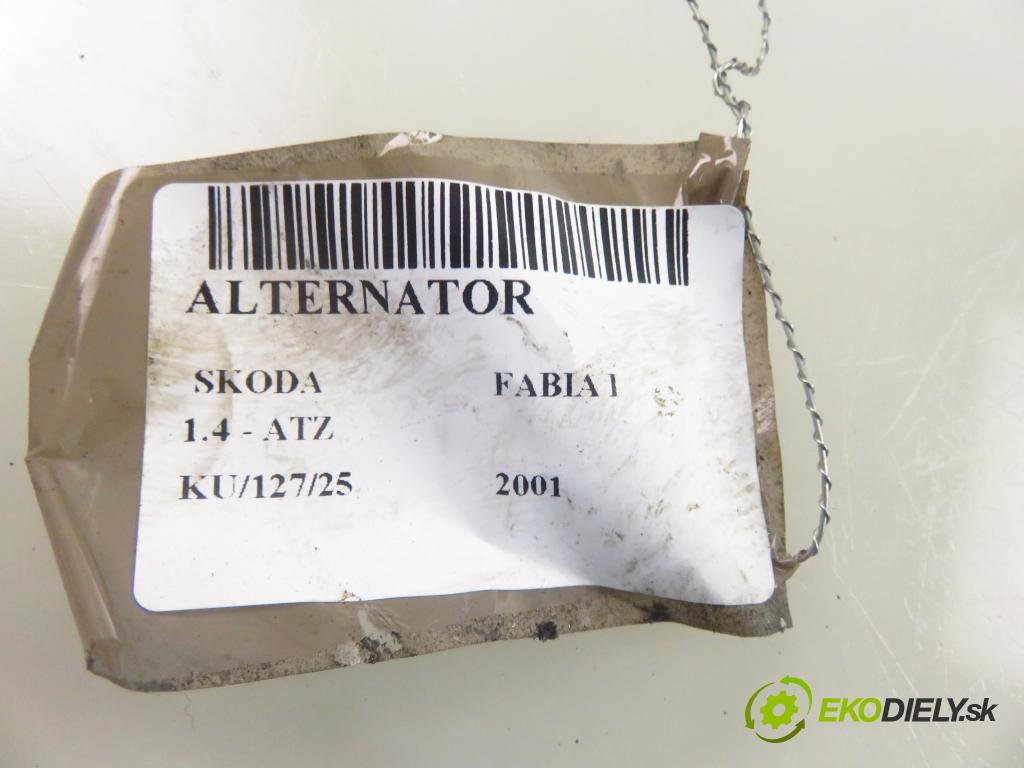 ALTERNATOR
SKODA FABIA I
1.4 - ATZ
KU/127/25 2001
EKODIELY.sk